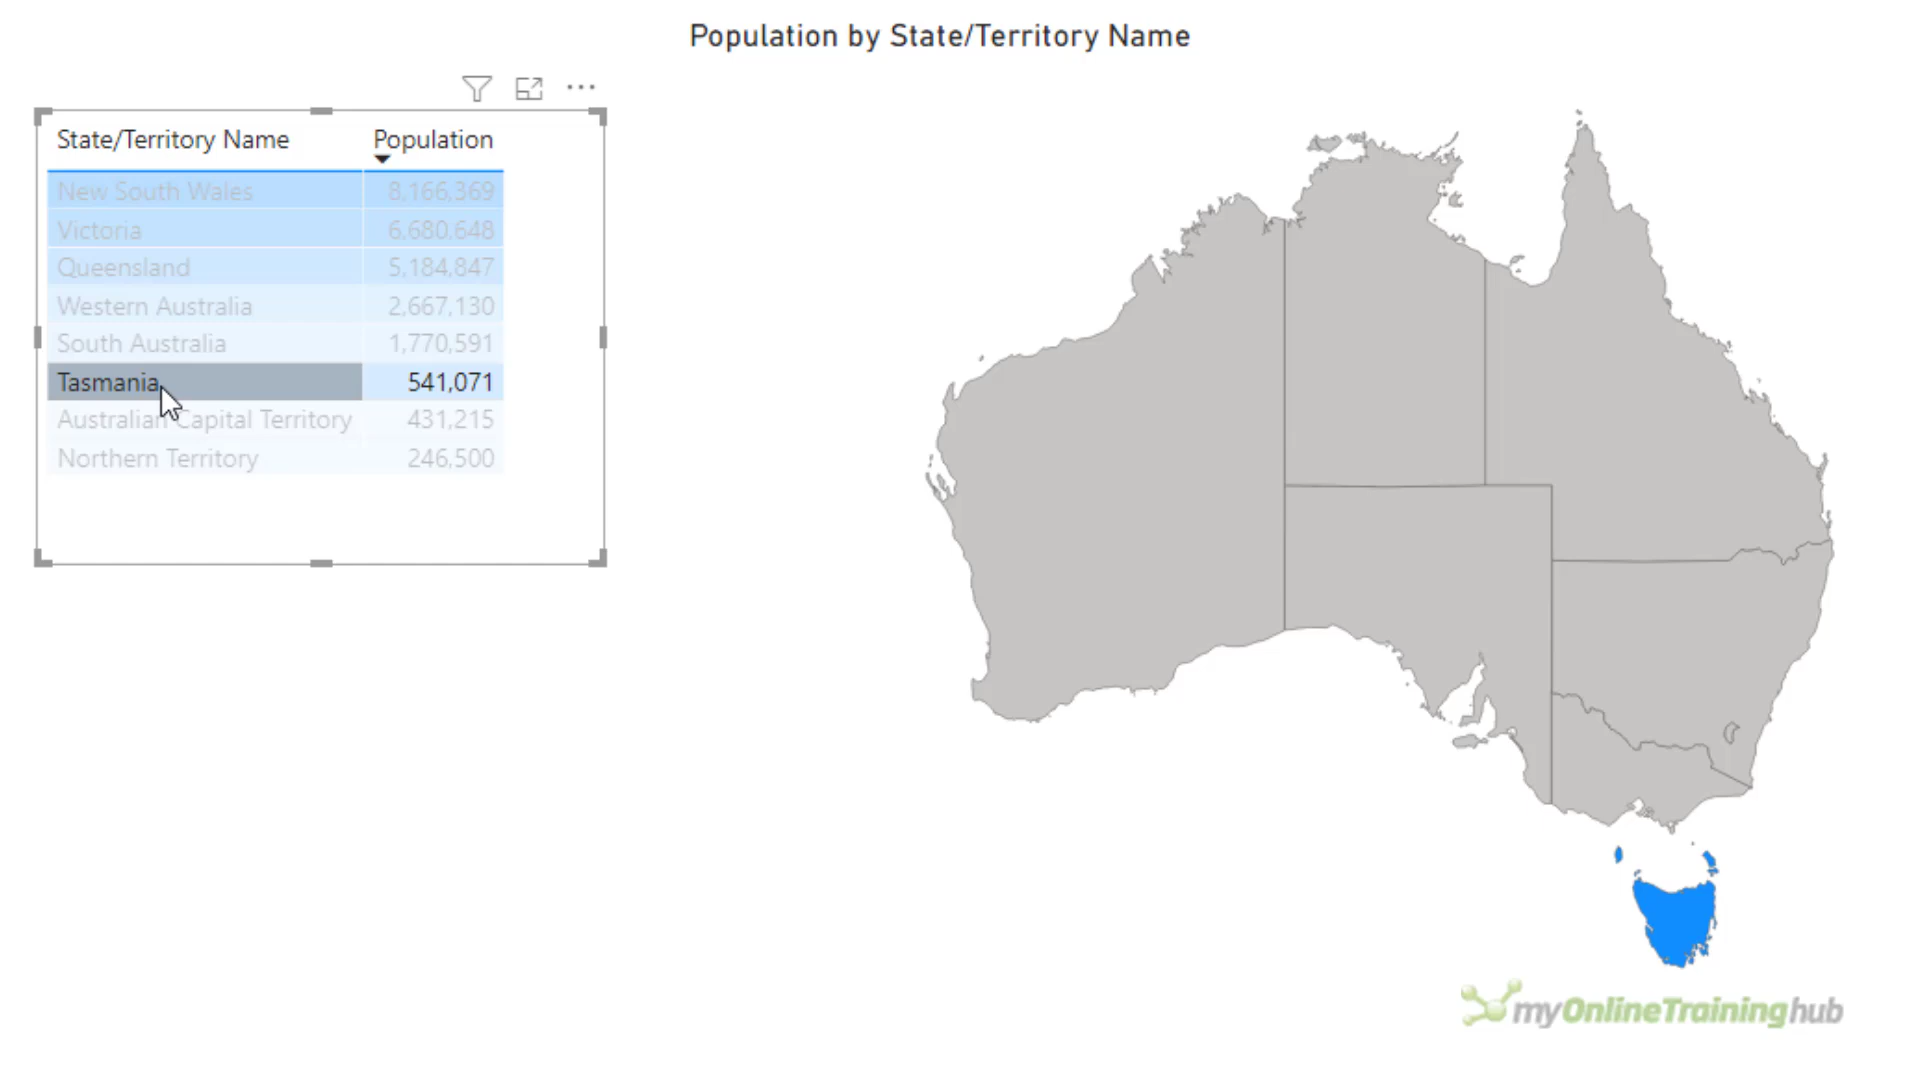 Population by State/Territory Name
State/Territory Name Population
New South Wales 8,166,369
Victoria 6,680,648
Queensland 5,184,847
Western Australia 2,667,130
South Australia 1,770,591
Tasmania 541,071
Australian Capital Territory 431,215
Northern Territory 246,500
myOnlineTraininghub